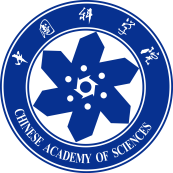 中国科学院
CHINESE ACADEMY OF SCIENCES